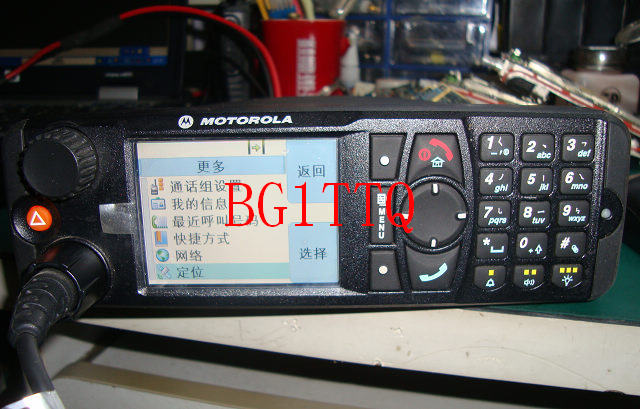 MOTOROLA
更多
返回
通话组设置
我的信息
最近呼叫号码
快捷方式
网络
定位
选择
BG1TTQ
MENU
1
2 abc
3 def
4 ghi
5 jkl
6 mno
7 pqrs
8 tuv
9 wxyz
*
0
#